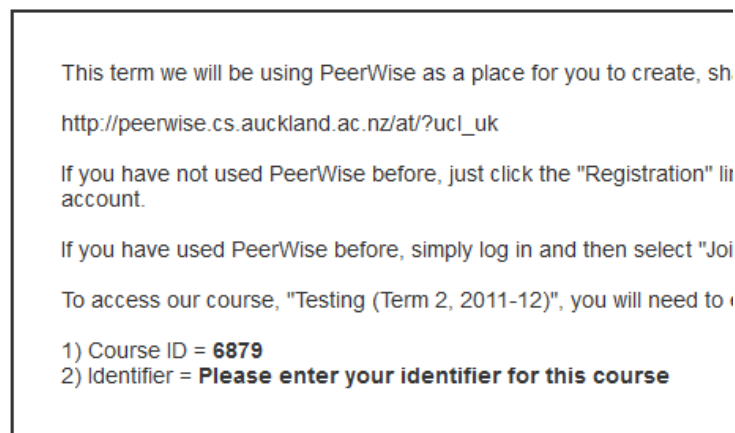 This term we will be using PeerWise as a place for you to create,
http://peerwise.cs.auckland.ac.nz/at/?ucl_uk
If you have not used PeerWise before, just click the "Registration"
account.
If you have used PeerWise before, simply log in and then select
To access our course, "Testing (Term 2, 2011-12)", you will need to
1) Course ID = 6879
2) Identifier = Please enter your identifier for this course